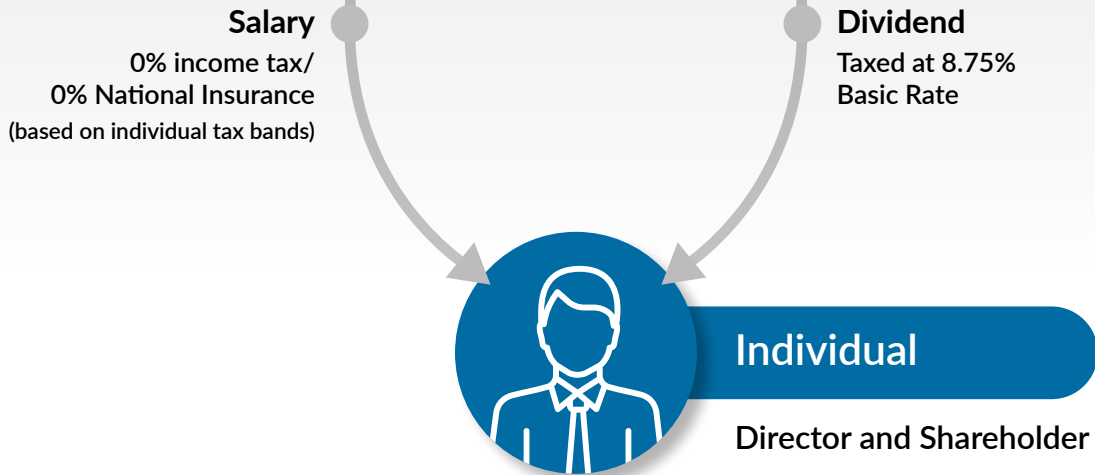 Salary
0% income tax/
0% National Insurance
(based on individual tax bands)
Dividend
Taxed at 8.75%
Basic Rate
Individual
Director and Shareholder